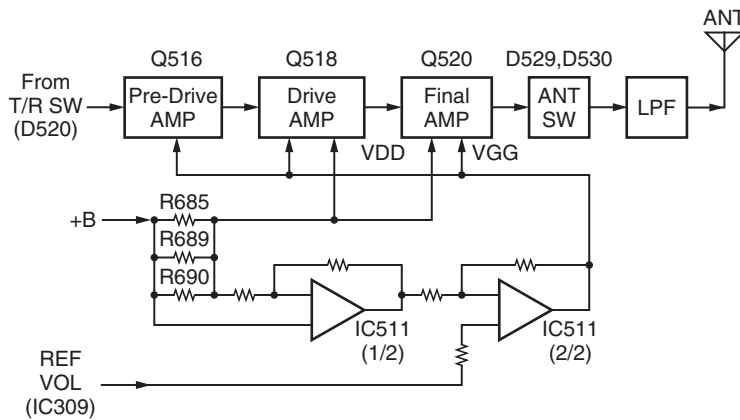 ANT
Q516
Q518
Q520
D529,D530
From
T/R SW
(D520)
Pre-Drive
AMP
Drive
AMP
Final
AMP
ANT
SW
LPF
VDD
VGG
+B
R685
R689
R690
IC511
(1/2)
IC511
(2/2)
REF
VOL
(IC309)